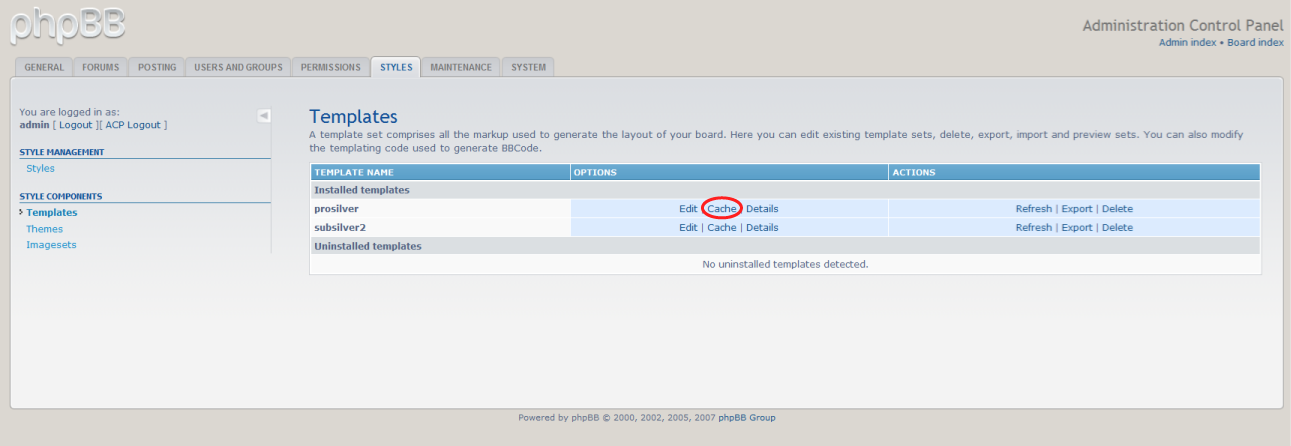 phpBB
Administration Control Panel
Admin index • Board index
GENERAL FORUMS POSTING USERS AND GROUPS PERMISSIONS STYLES MAINTENANCE SYSTEM
You are logged in as:
admin [ Logout ][ ACP Logout ]
STYLE MANAGEMENT
Styles
STYLE COMPONENTS
Templates
Themes
Imagesets
Templates
A template set comprises all the markup used to generate the layout of your board. Here you can edit existing template sets, delete, export, import and preview sets. You can also modify
the templating code used to generate BBCode.
TEMPLATE NAME OPTIONS ACTIONS
Installed templates
prosilver Edit | Cache | Details Refresh | Export | Delete
subsilver2 Edit | Cache | Details Refresh | Export | Delete
Uninstalled templates
No uninstalled templates detected.
Powered by phpBB © 2000, 2002, 2005, 2007 phpBB Group